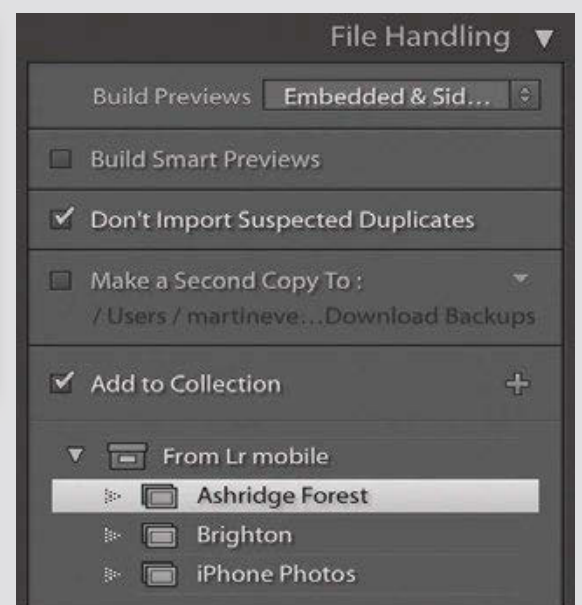 File Handling
Build Previews Embedded & Sid...
Build Smart Previews
Don't Import Suspected Duplicates
Make a Second Copy To :
/ Users / martineve...Download Backups
Add to Collection
From Lr mobile
Ashridge Forest
Brighton
iPhone Photos